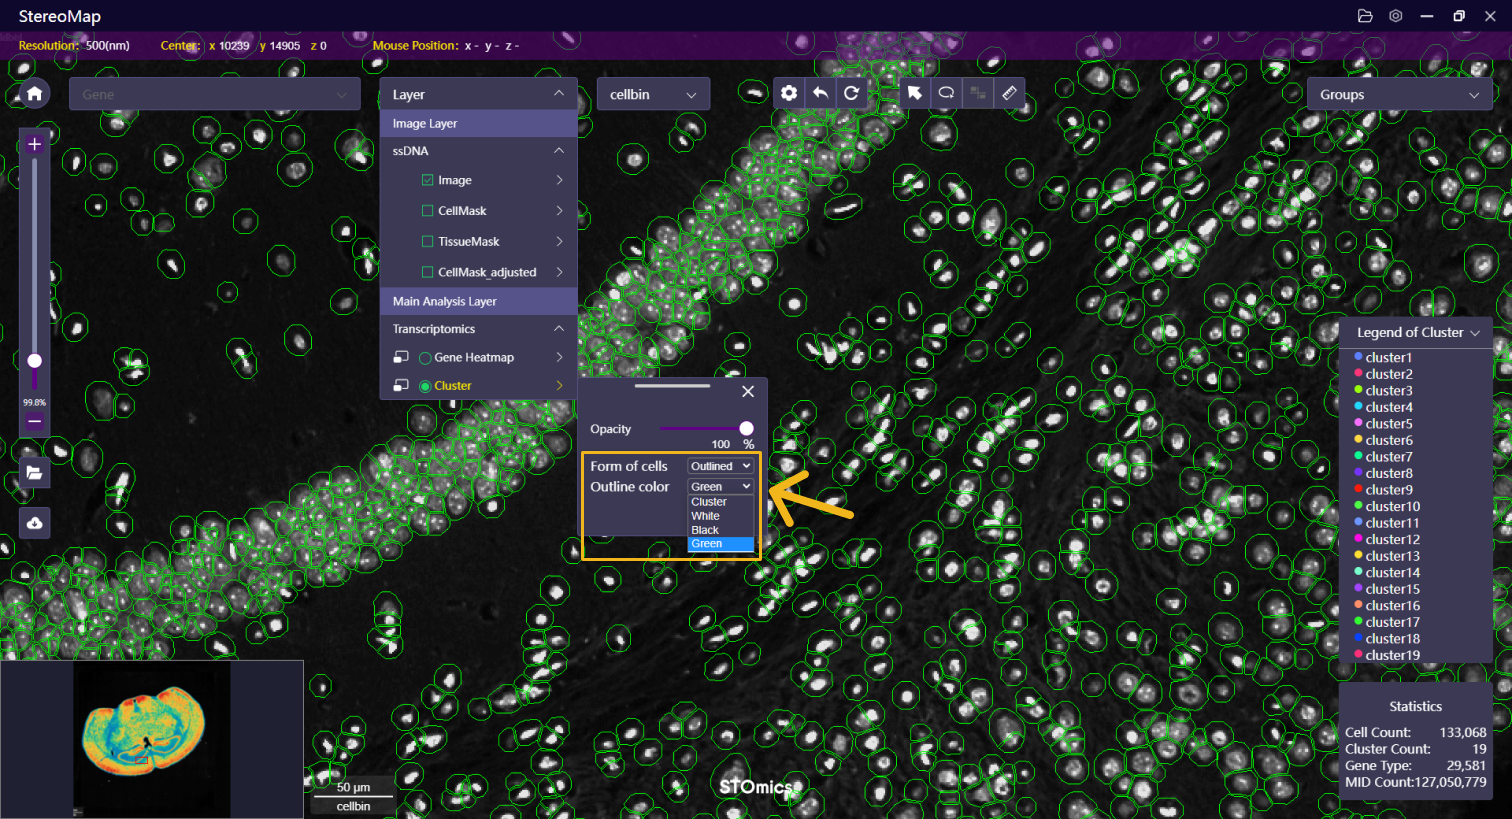 StereoMap
Resolution: 500(nm) Center: x 10239 y 14905 z 0 Mouse Position: x - y - z -
Gene
Layer
cellbin
Groups
Image Layer
ssDNA
Image
CellMask
TissueMask
CellMask_adjusted
Main Analysis Layer
Transcriptomics
Gene Heatmap
Cluster
99.8%
Opacity
100 %
Form of cells Outlined
Outline color Green
Cluster
White
Black
Green
Legend of Cluster
cluster1
cluster2
cluster3
cluster4
cluster5
cluster6
cluster7
cluster8
cluster9
cluster10
cluster11
cluster12
cluster13
cluster14
cluster15
cluster16
cluster17
cluster18
cluster19
Statistics
Cell Count: 133,068
Cluster Count: 19
Gene Type: 29,581
MID Count:127,050,779
50 μm
cellbin
STOmics